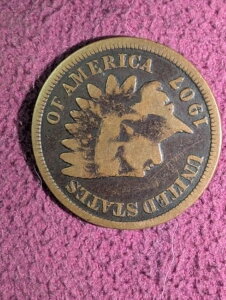 UNITED STATES OF AMERICA
1907